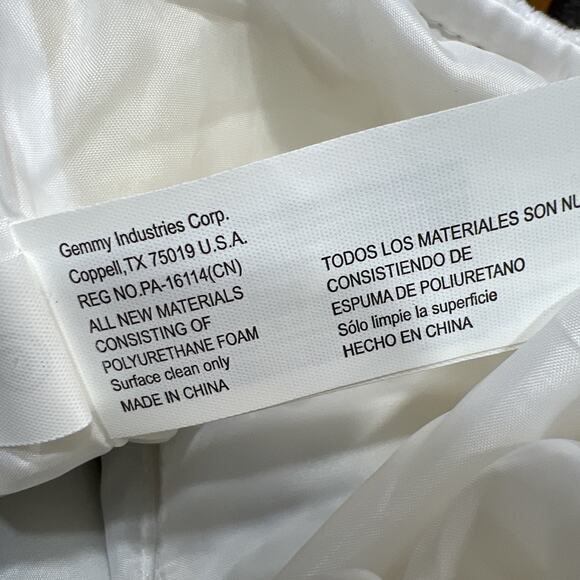 Gemmy Industries Corp.
Coppell,TX 75019 U.S.A.
REG NO.PA-16114(CN)
ALL NEW MATERIALS
CONSISTING OF
POLYURETHANE FOAM
Surface clean only
MADE IN CHINA
TODOS LOS MATERIALES SON NU
CONSISTIENDO DE
ESPUMA DE POLIURETANO
Sólo limpie la superficie
HECHO EN CHINA